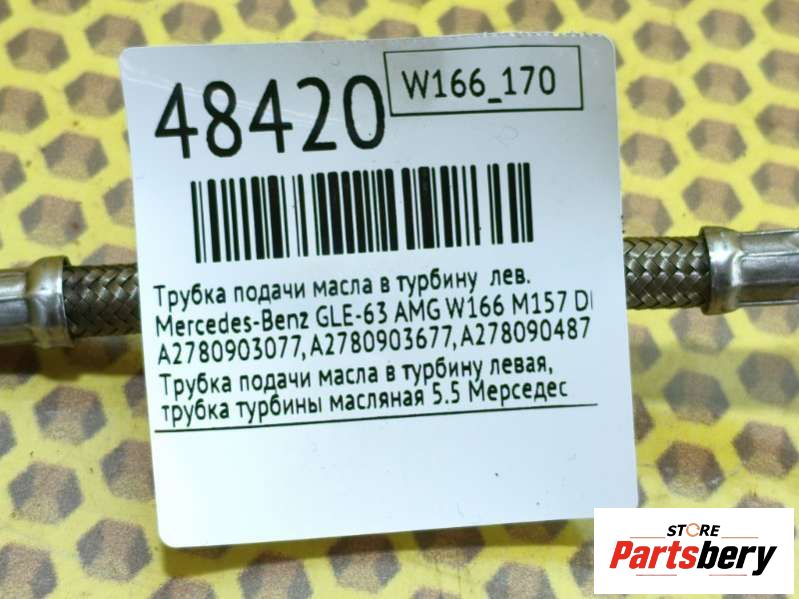 48420
W166_170
Трубка подачи масла в турбину лев.
Mercedes-Benz GLE-63 AMG W166 M157 DI
A2780903077, A2780903677, A278090487
Трубка подачи масла в турбину левая,
трубка турбины масляная 5.5 Мерседес
STORE
Partsbery